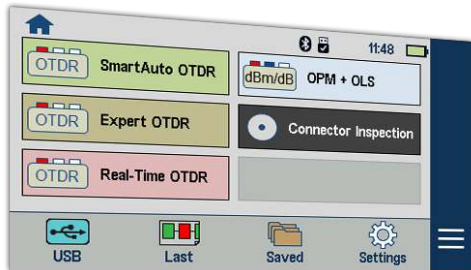 11:48
OTDR SmartAuto OTDR
dBm/dB OPM + OLS
OTDR Expert OTDR
Connector Inspection
OTDR Real-Time OTDR
USB
Last
Saved
Settings